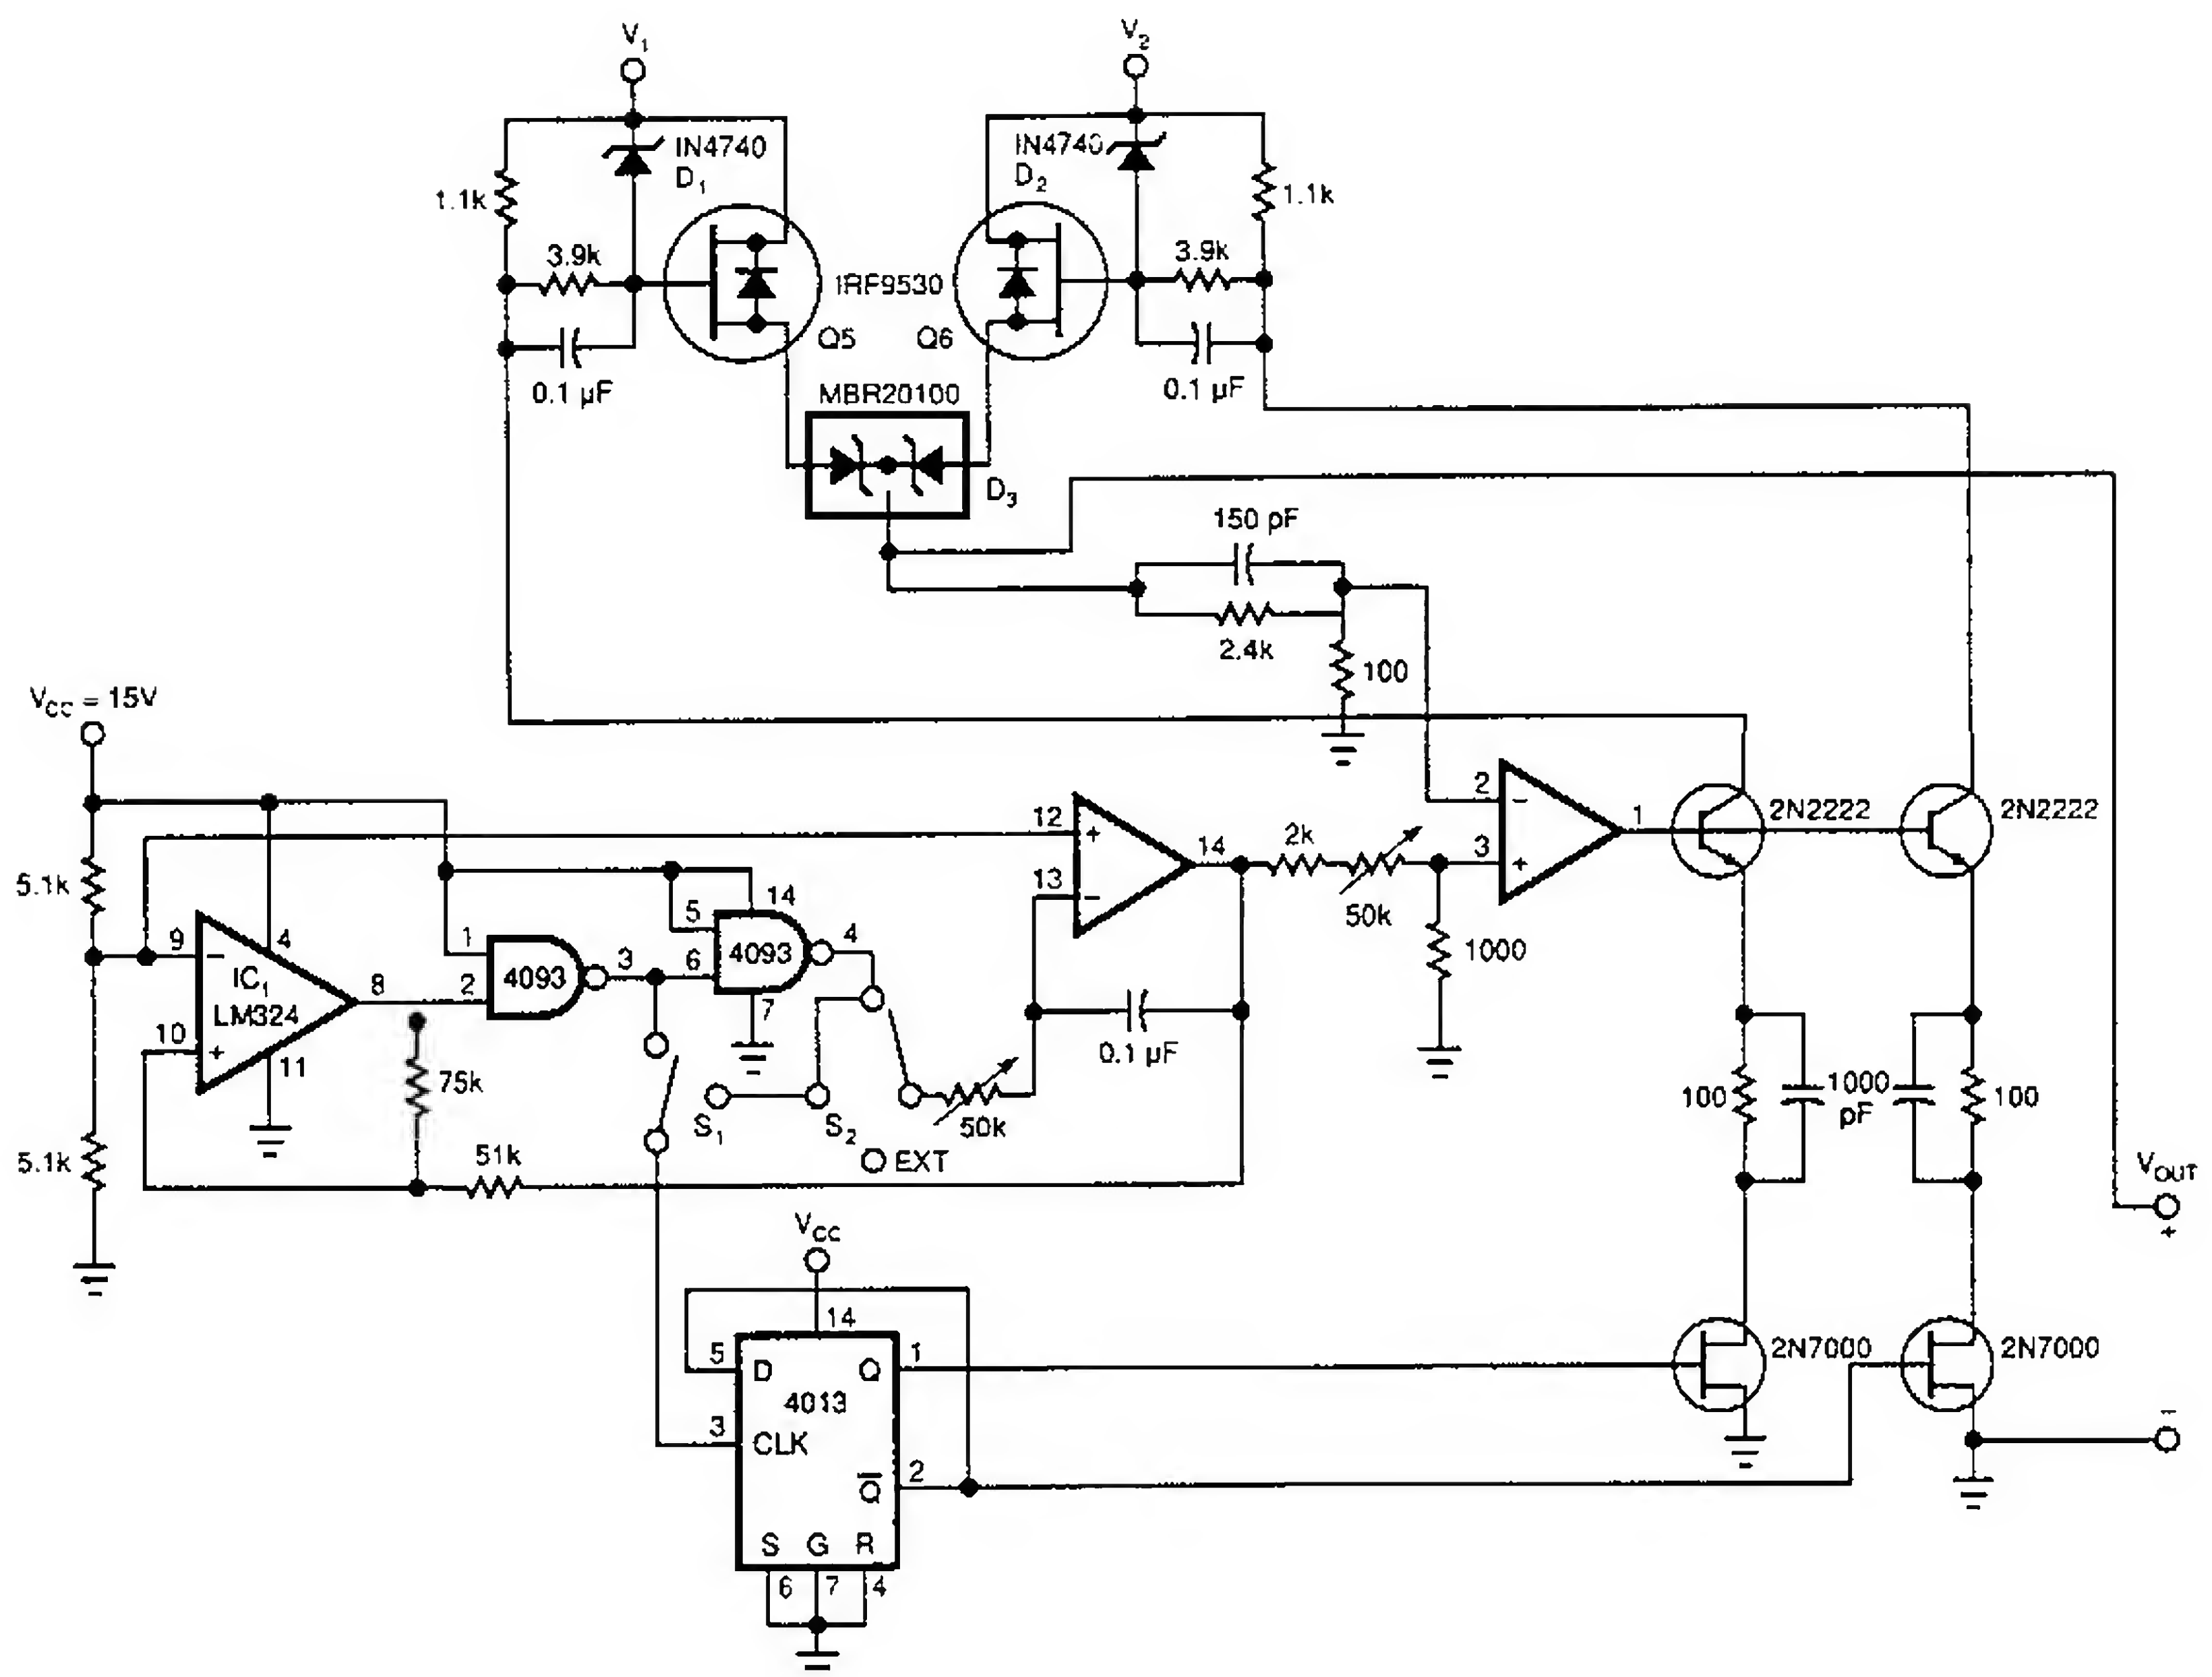 V1
V2
IN4740
D1
IN4740
D2
1.1k
1.1k
3.9k
3.9k
IRF9530
Q5
Q6
0.1 µF
0.1 µF
MBR20100
D3
150 pF
2.4k
100
VCC = 15V
5.1k
9
4
IC1
LM324
8
10
11
5.1k
1
2
4093
3
5
14
6
4093
4
7
75k
51k
S1
S2
EXT
50k
12
13
14
0.1 µF
2k
50k
1000
2
3
1
2N2222
2N2222
100
1000
pF
100
VOUT
+
VCC
14
5
D
Q
1
4013
3
CLK
Q
2
S
G
R
6
7
4
2N7000
2N7000
−